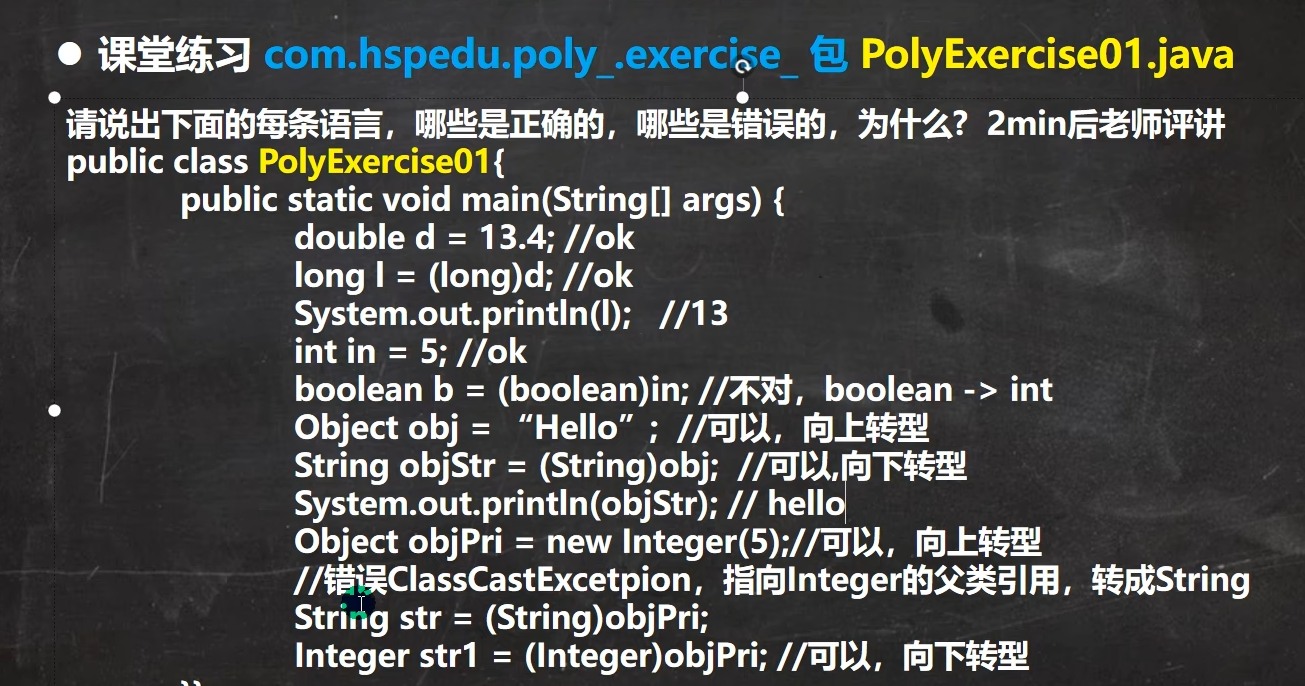 ● 课堂练习 com.hspedu.poly_.exercise_ 包 PolyExercise01.java
请说出下面的每条语言，哪些是正确的，哪些是错误的，为什么？2min后老师评讲
public class PolyExercise01{
public static void main(String[] args) {
double d = 13.4; //ok
long l = (long)d; //ok
System.out.println(l); //13
int in = 5; //ok
boolean b = (boolean)in; //不对，boolean -> int
Object obj = “Hello”; //可以，向上转型
String objStr = (String)obj; //可以,向下转型
System.out.println(objStr); // hello
Object objPri = new Integer(5);//可以，向上转型
//错误ClassCastExcetpion，指向Integer的父类引用，转成String
String str = (String)objPri;
Integer str1 = (Integer)objPri; //可以，向下转型
}}